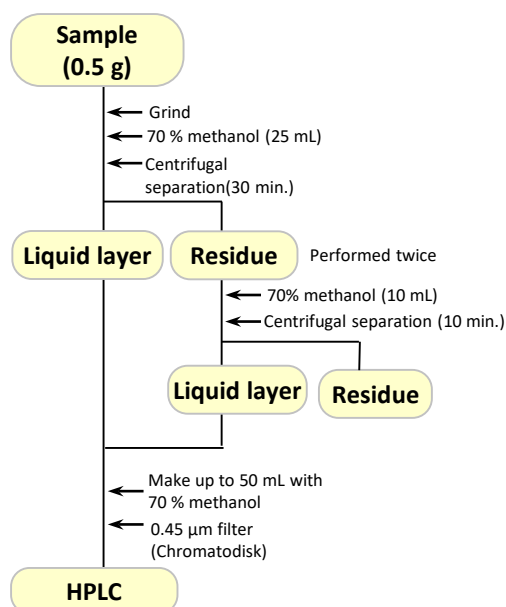 Sample
(0.5 g)
Grind
70 % methanol (25 mL)
Centrifugal
separation(30 min.)
Liquid layer
Residue
Performed twice
70% methanol (10 mL)
Centrifugal separation (10 min.)
Liquid layer
Residue
Make up to 50 mL with
70 % methanol
0.45 µm filter
(Chromatodisk)
HPLC